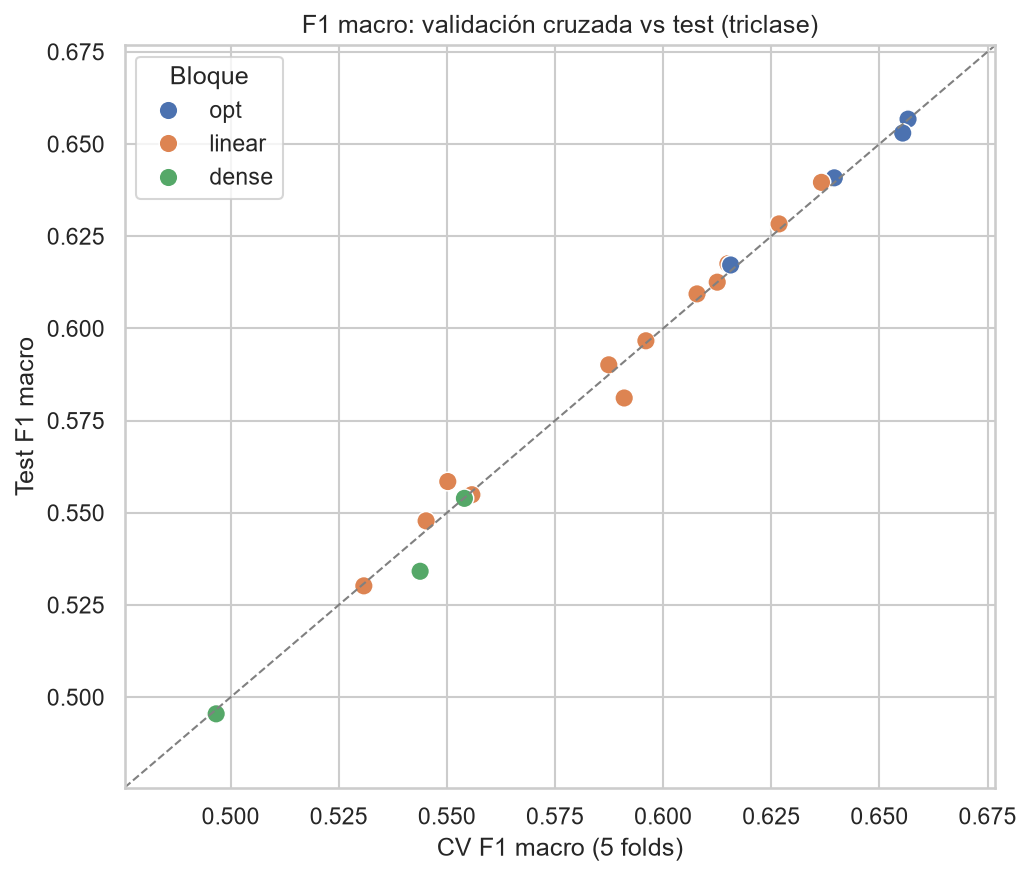 F1 macro: validación cruzada vs test (triclase)
0.675
0.650
0.625
0.600
0.575
0.550
0.525
0.500
Test F1 macro
Bloque
opt
linear
dense
0.500 0.525 0.550 0.575 0.600 0.625 0.650 0.675
CV F1 macro (5 folds)